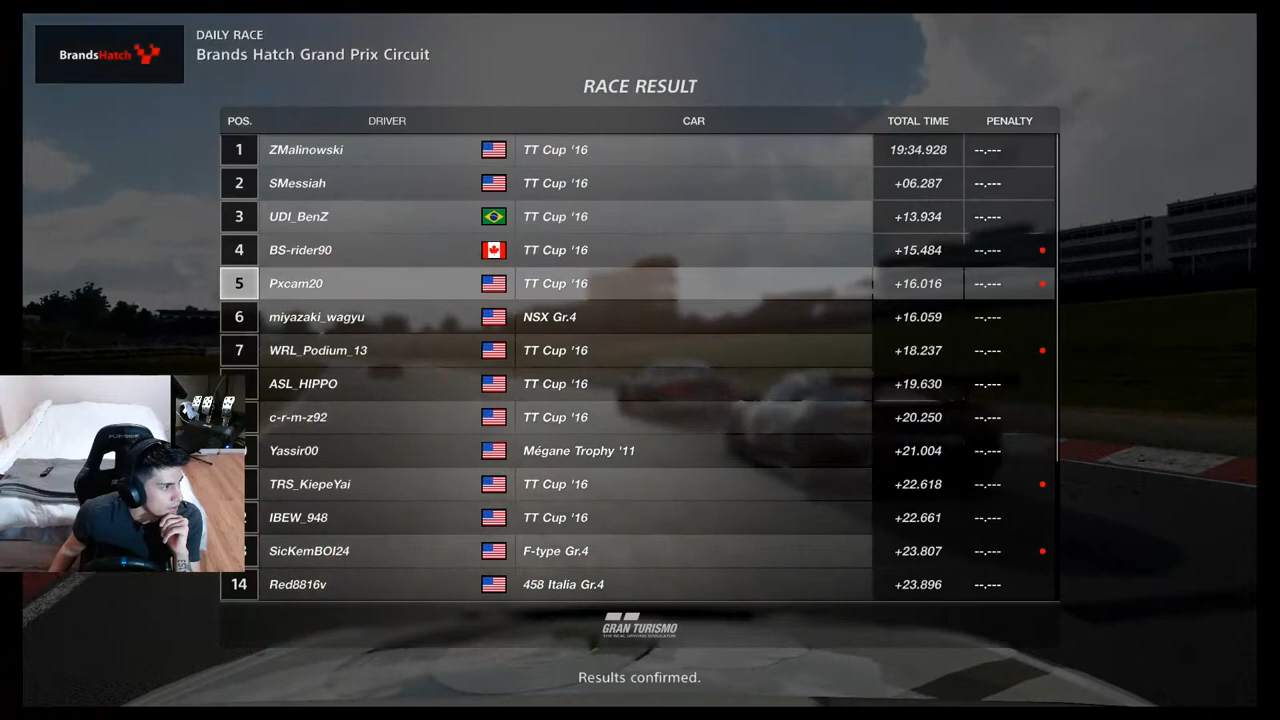 BrandsHatch
DAILY RACE
Brands Hatch Grand Prix Circuit
RACE RESULT
POS. DRIVER CAR TOTAL TIME PENALTY
1 ZMalinowski TT Cup '16 19:34.928 --.---
2 SMessiah TT Cup '16 +06.287 --.---
3 UDI_BenZ TT Cup '16 +13.934 --.---
4 BS-rider90 TT Cup '16 +15.484 --.---
5 Pxcam20 TT Cup '16 +16.016 --.---
6 miyazaki_wagyu NSX Gr.4 +16.059 --.---
7 WRL_Podium_13 TT Cup '16 +18.237 --.---
ASL_HIPPO TT Cup '16 +19.630 --.---
c-r-m-z92 TT Cup '16 +20.250 --.---
Yassir00 Mégane Trophy '11 +21.004 --.---
TRS_KiepeYai TT Cup '16 +22.618 --.---
IBEW_948 TT Cup '16 +22.661 --.---
SicKemBOI24 F-type Gr.4 +23.807 --.---
14 Red8816v 458 Italia Gr.4 +23.896 --.---
GRAN TURISMO
THE REAL DRIVING SIMULATOR
Results confirmed.